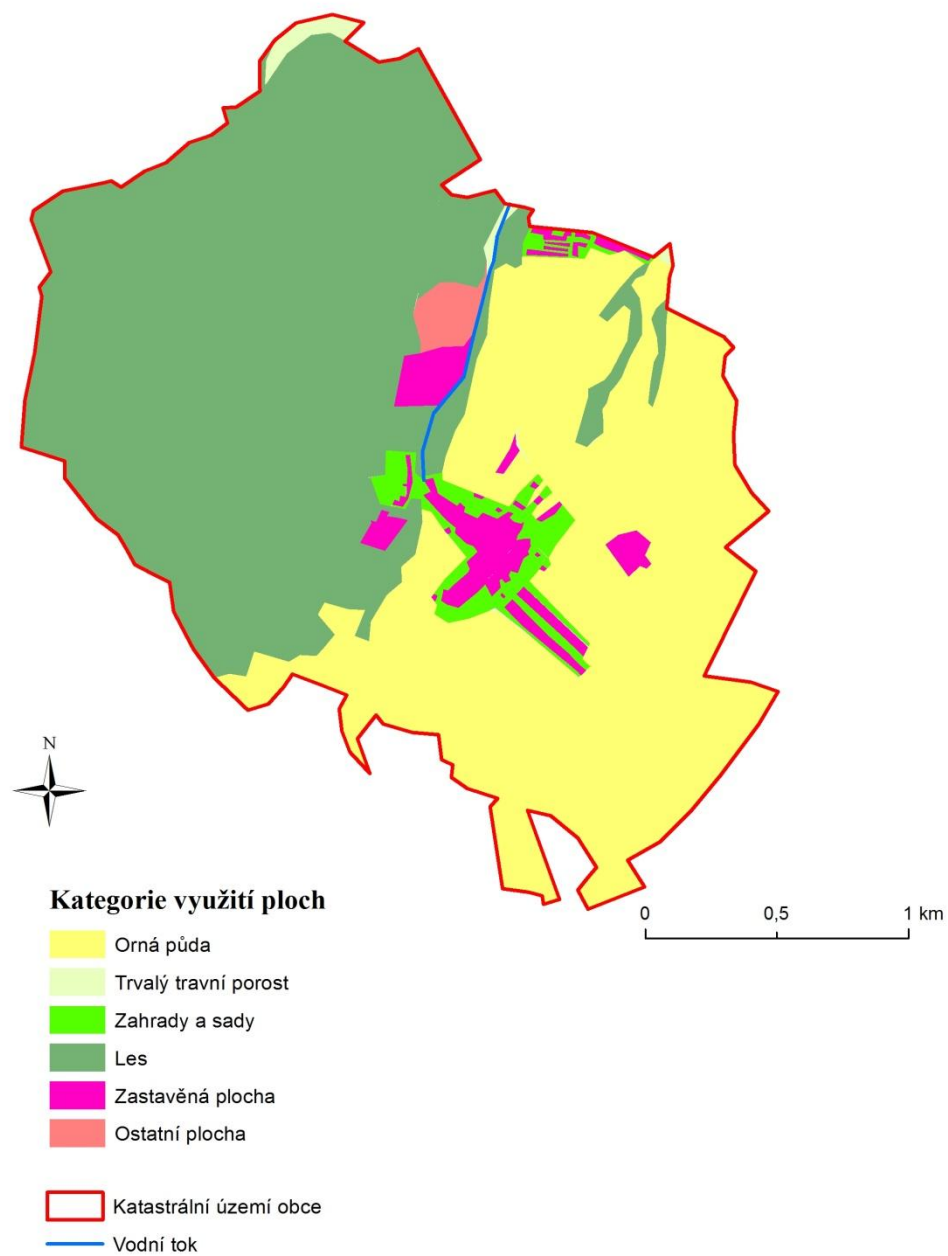 N
Kategorie využití ploch
Orná půda
Trvalý travní porost
Zahrady a sady
Les
Zastavěná plocha
Ostatní plocha
Katastrální území obce
Vodní tok
0 0,5 1 km